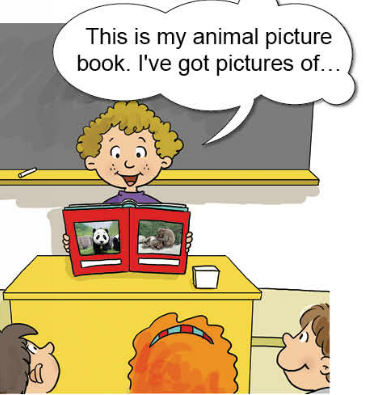 This is my animal picture
book. I've got pictures of...